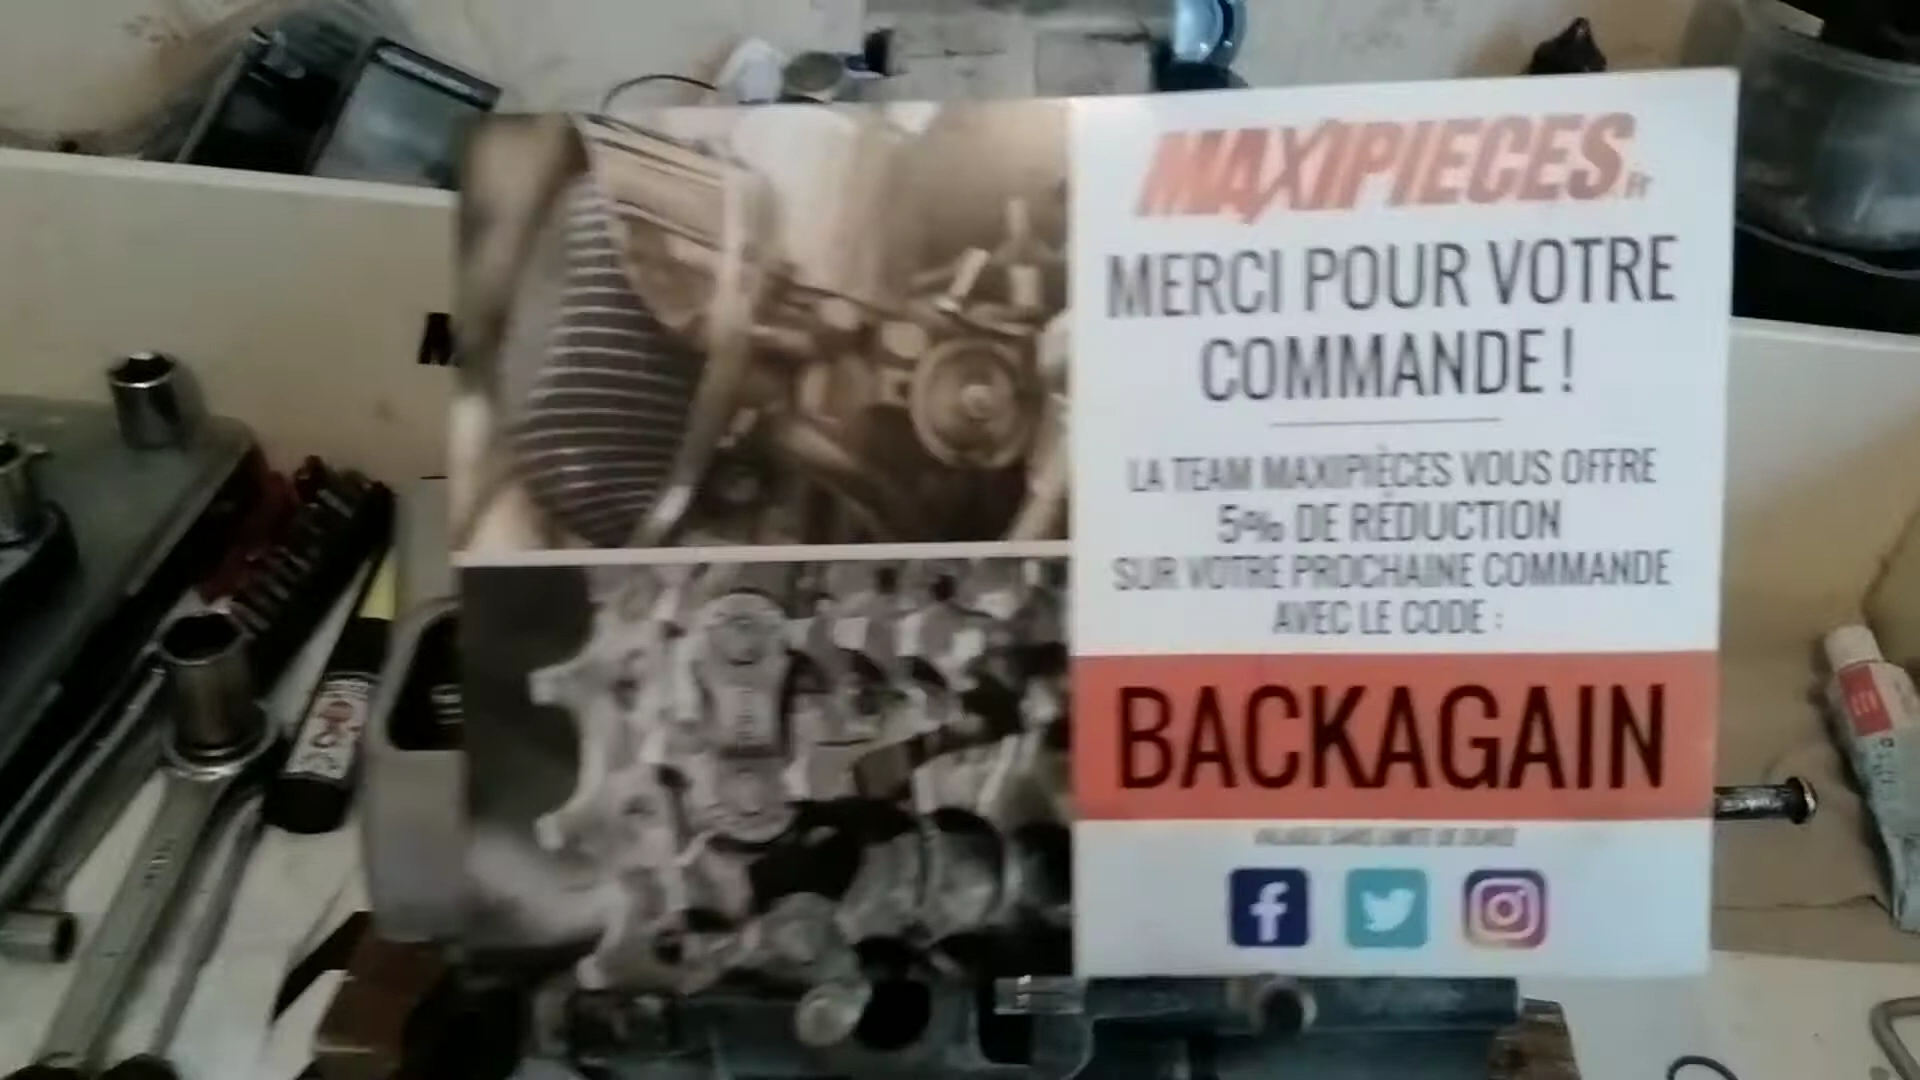 MAXIPIECES.fr
MERCI POUR VOTRE
COMMANDE !
LA TEAM MAXIPIÈCES VOUS OFFRE
5% DE RÉDUCTION
SUR VOTRE PROCHAINE COMMANDE
AVEC LE CODE :
BACKAGAIN